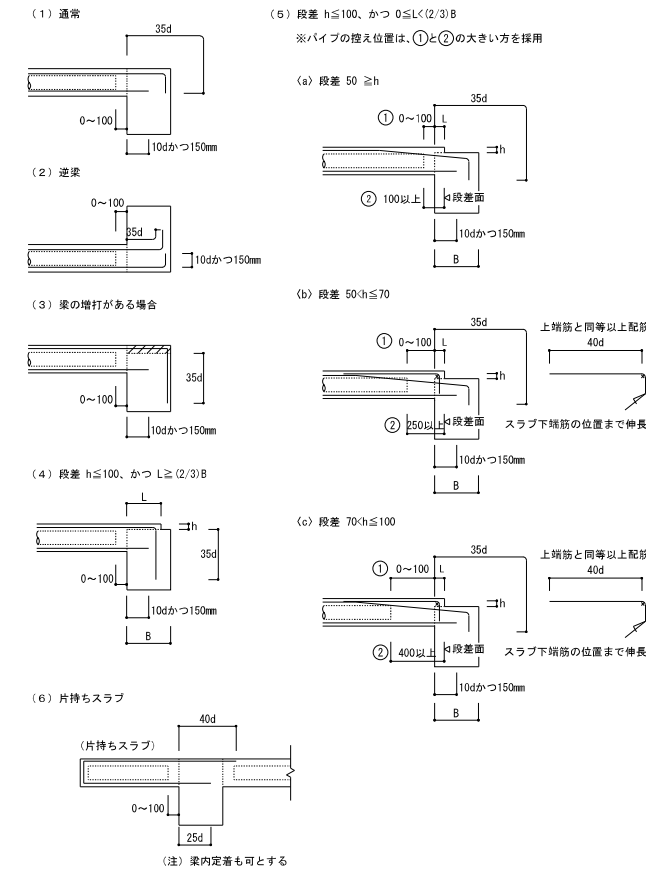 （１）通常
35d
0～100
10dかつ150mm
（２）逆梁
0～100
35d
10dかつ150mm
（３）梁の増打がある場合
35d
0～100
10dかつ150mm
（４）段差 h≦100、かつ L≧(2/3)B
L
h
35d
0～100
10dかつ150mm
B
（５）段差 h≦100、かつ 0≦L<(2/3)B
※パイプの控え位置は、①と②の大きい方を採用
〈a〉段差 50 ≧h
35d
① 0～100 L
h
② 100以上 段差面
10dかつ150mm
B
〈b〉段差 50<h≦70
35d
① 0～100 L
h
② 250以上 段差面
10dかつ150mm
B
上端筋と同等以上配筋
40d
スラブ下端筋の位置まで伸長
〈c〉段差 70<h≦100
35d
① 0～100 L
h
② 400以上 段差面
10dかつ150mm
B
上端筋と同等以上配筋
40d
スラブ下端筋の位置まで伸長
（６）片持ちスラブ
40d
(片持ちスラブ)
0～100
25d
（注）梁内定着も可とする